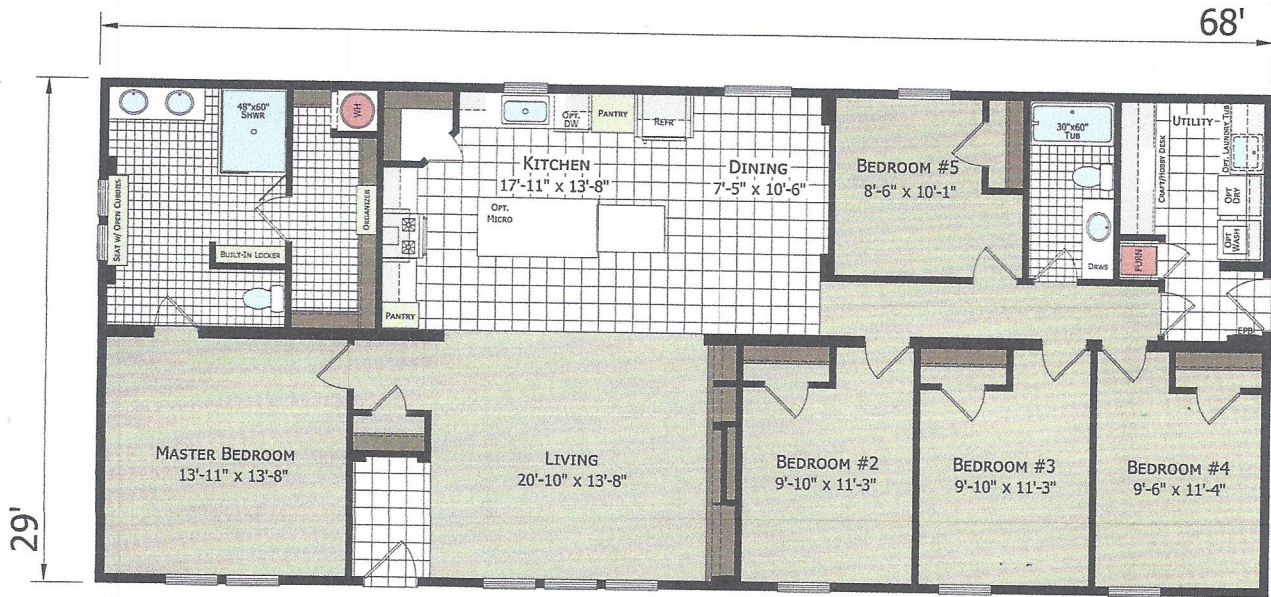 68'
29'
48"x60"
SHWR
WH
SEAT W/ OPEN CUBBIES
BUILT-IN LOCKER
ORGANIZER
OPT.
DW
PANTRY
REFR
KITCHEN
17'-11" x 13'-8"
OPT.
MICRO
PANTRY
DINING
7'-5" x 10'-6"
BEDROOM #5
8'-6" x 10'-1"
30"x60"
TUB
DRWS
UTILITY
CRAFT/HOBBY DESK
OPT. LAUNDRY TUB
OPT
DRY
OPT
WASH
FURN
EPB
MASTER BEDROOM
13'-11" x 13'-8"
LIVING
20'-10" x 13'-8"
BEDROOM #2
9'-10" x 11'-3"
BEDROOM #3
9'-10" x 11'-3"
BEDROOM #4
9'-6" x 11'-4"